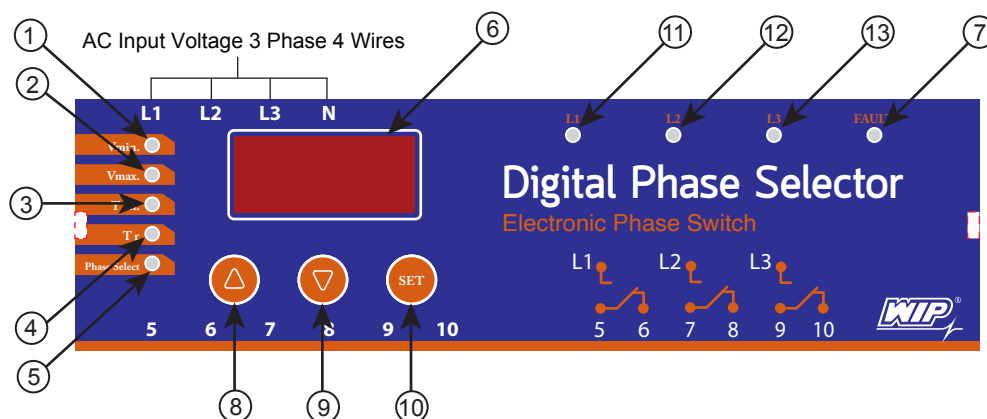 AC Input Voltage 3 Phase 4 Wires
1
2
3
4
5
6
7
8
9
10
11
12
13
L1 L2 L3 N
Vmin.
Vmax.
T r
Phase Select
L1 L2 L3 FAULT
Digital Phase Selector
Electronic Phase Switch
SET
L1 L2 L3
5 6 7 8 9 10
5 6 7 8 9 10
WIP®